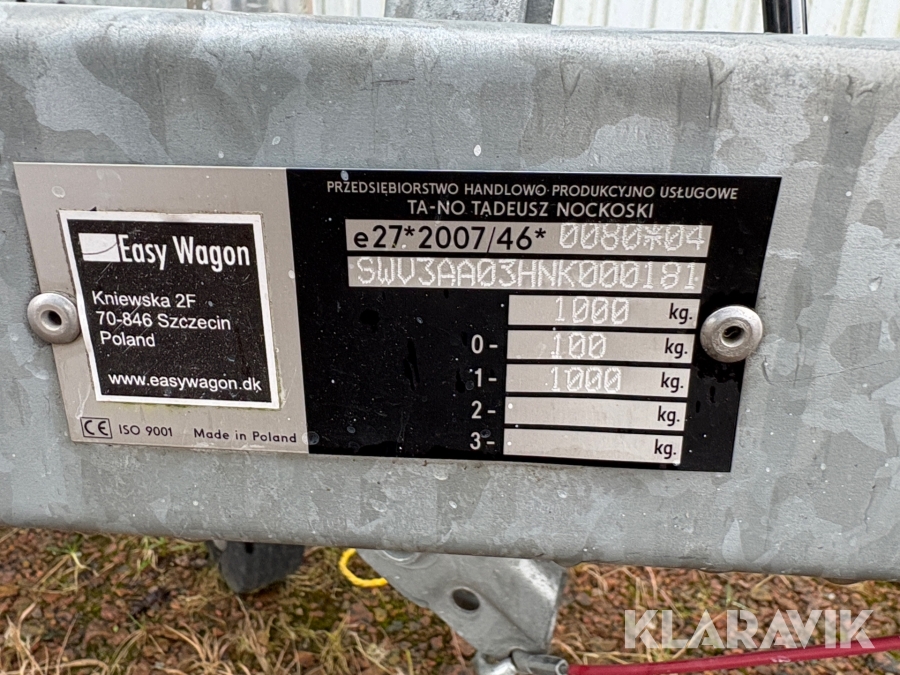 PRZEDSIĘBIORSTWO HANDLOWO PRODUKCYJNO USŁUGOWE
TA-NO TADEUSZ NOCKOSKI
e27*2007/46* 0080*04
SWV3AA03HNK000181
1000 kg.
0- 100 kg.
1- 1000 kg.
2- kg.
3- kg.
Easy Wagon
Kniewska 2F
70-846 Szczecin
Poland
www.easywagon.dk
CE ISO 9001 Made in Poland
KLARAVIK